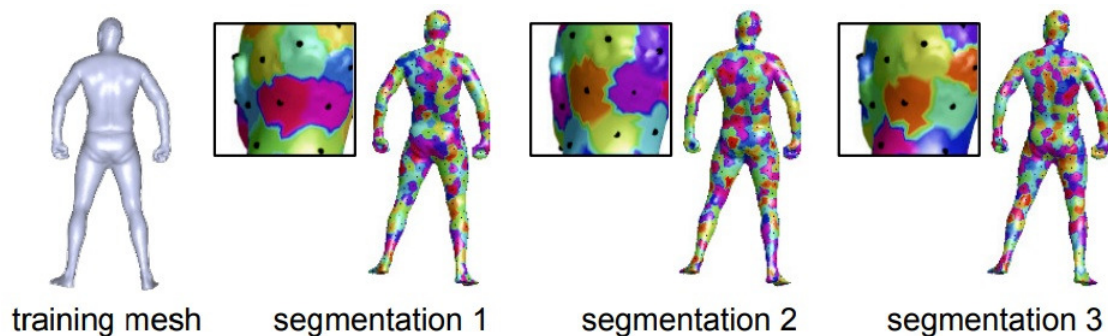 training mesh
segmentation 1
segmentation 2
segmentation 3